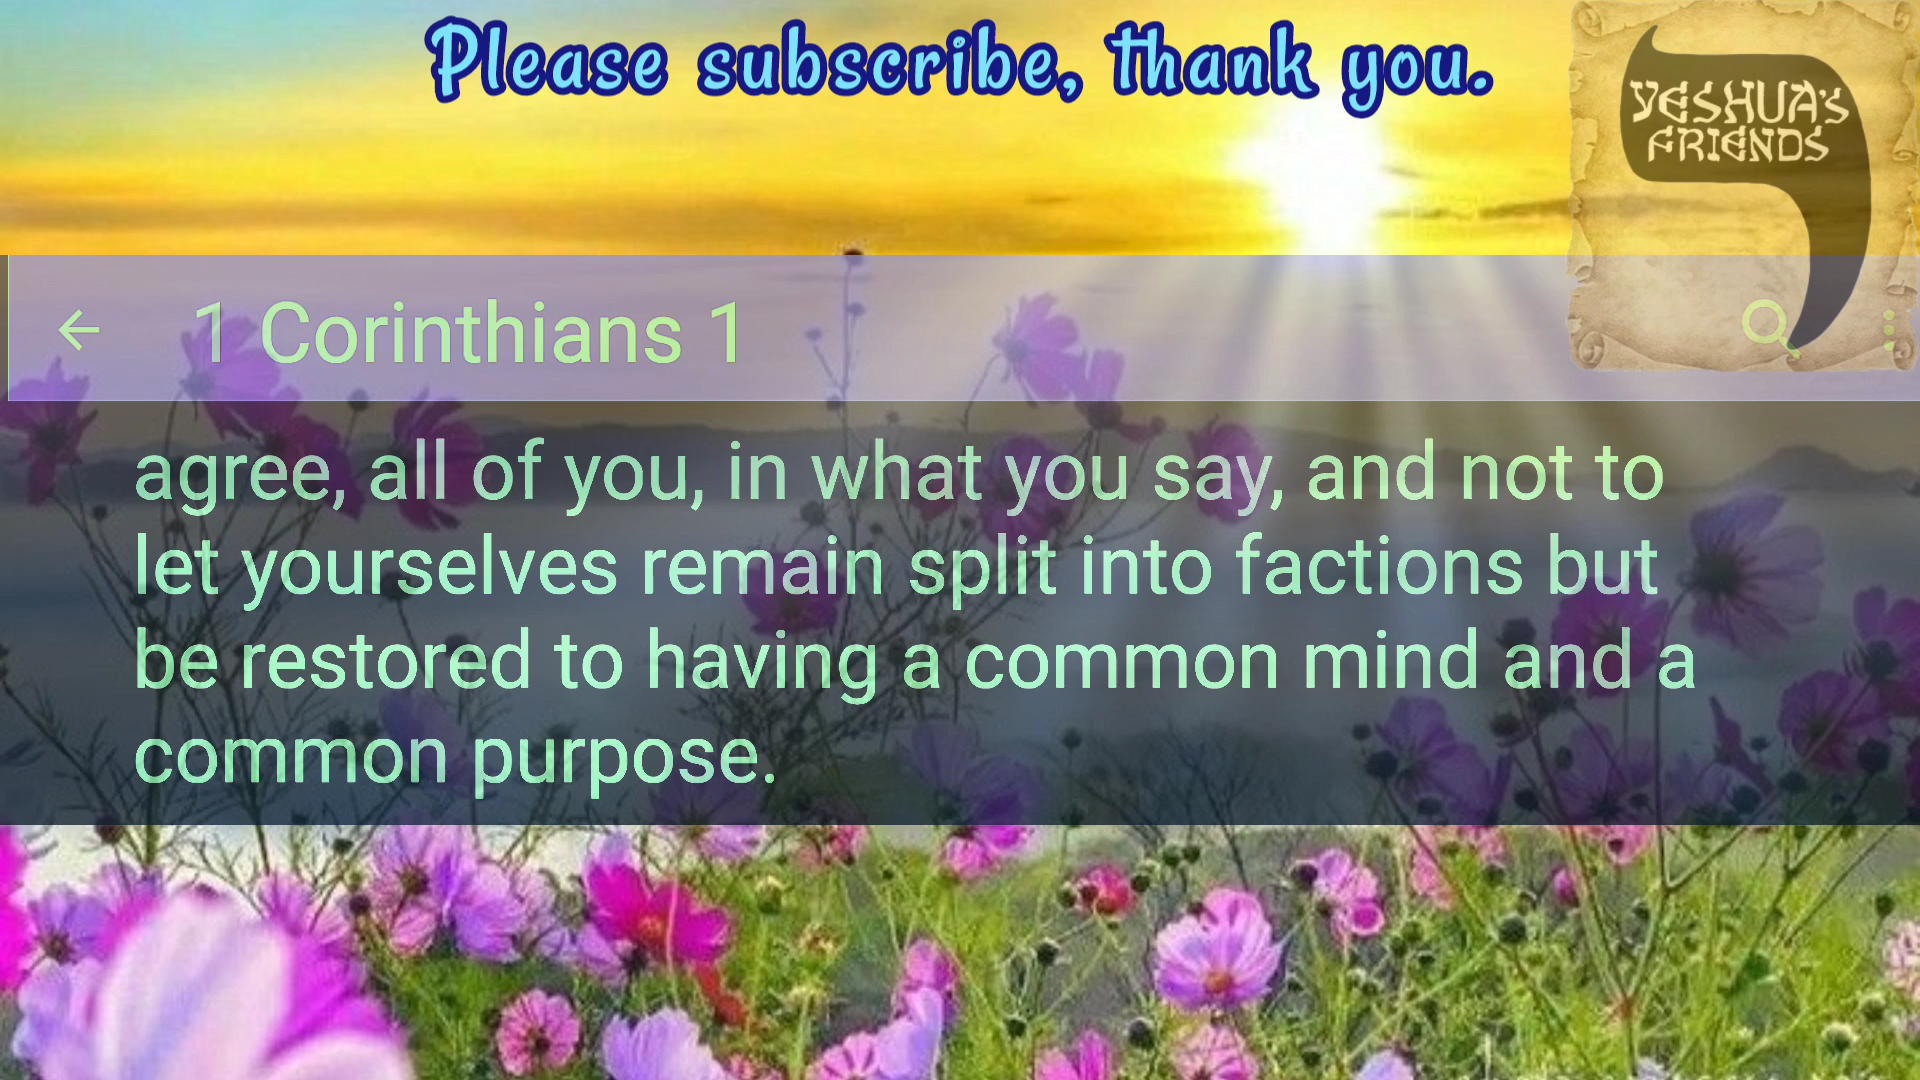 Please subscribe, thank you.
YESHUA'S
FRIENDS
1 Corinthians 1
agree, all of you, in what you say, and not to
let yourselves remain split into factions but
be restored to having a common mind and a
common purpose.